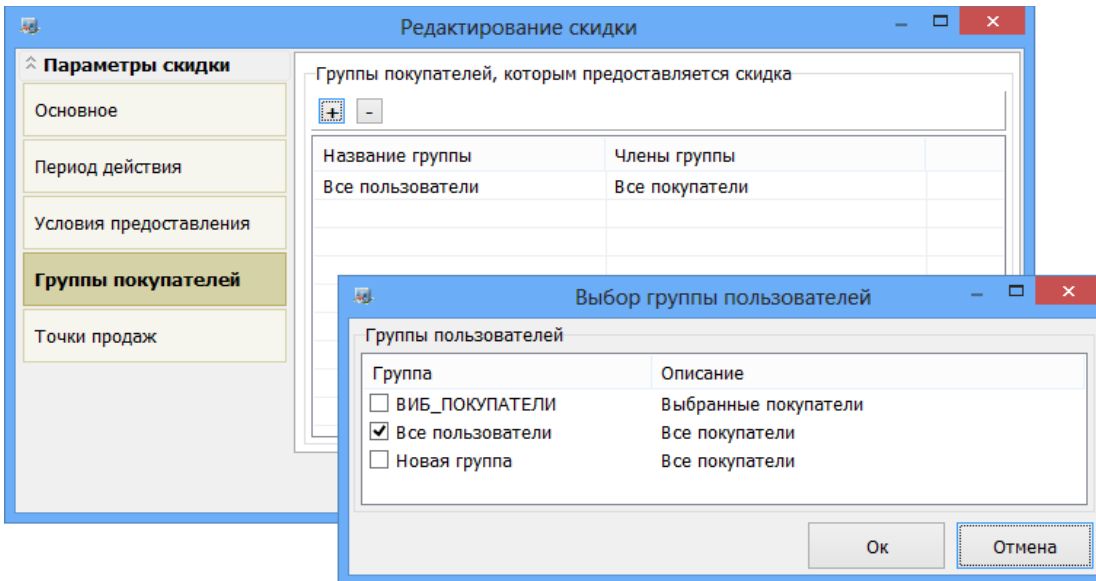 Редактирование скидки
Параметры скидки
Основное
Период действия
Условия предоставления
Группы покупателей
Точки продаж
Группы покупателей, которым предоставляется скидка
+ -
Название группы Члены группы
Все пользователи Все покупатели
Выбор группы пользователей
Группы пользователей
Группа Описание
ВИБ_ПОКУПАТЕЛИ Выбранные покупатели
Все пользователи Все покупатели
Новая группа Все покупатели
Ок Отмена